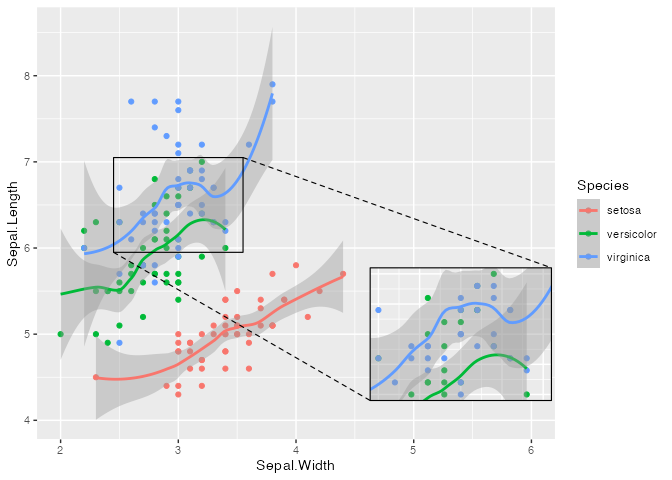 8
7
6
5
4
Sepal.Length
2 3 4 5 6
Sepal.Width
Species
setosa
versicolor
virginica